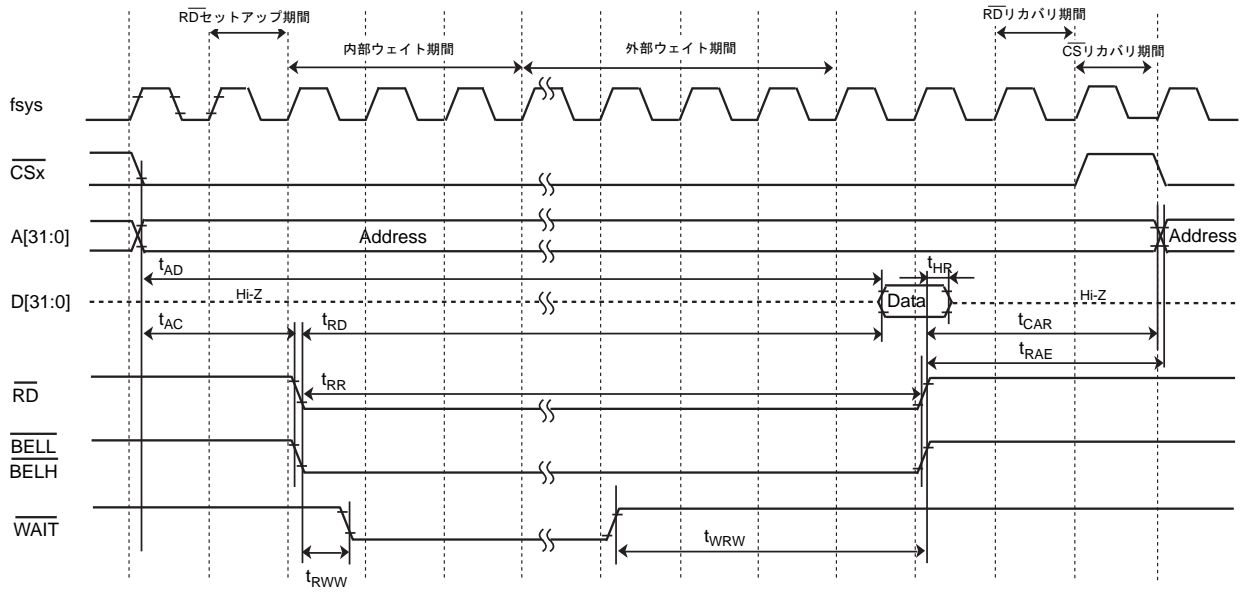 RDセットアップ期間
RDリカバリ期間
内部ウェイト期間
外部ウェイト期間
CSリカバリ期間
fsys
CSx
A[31:0]
Address
Address
tAD
tHR
D[31:0]
Hi-Z
Data
Hi-Z
tAC
tRD
tCAR
tRAE
tRR
RD
BELL
BELH
WAIT
tWRW
tRWW